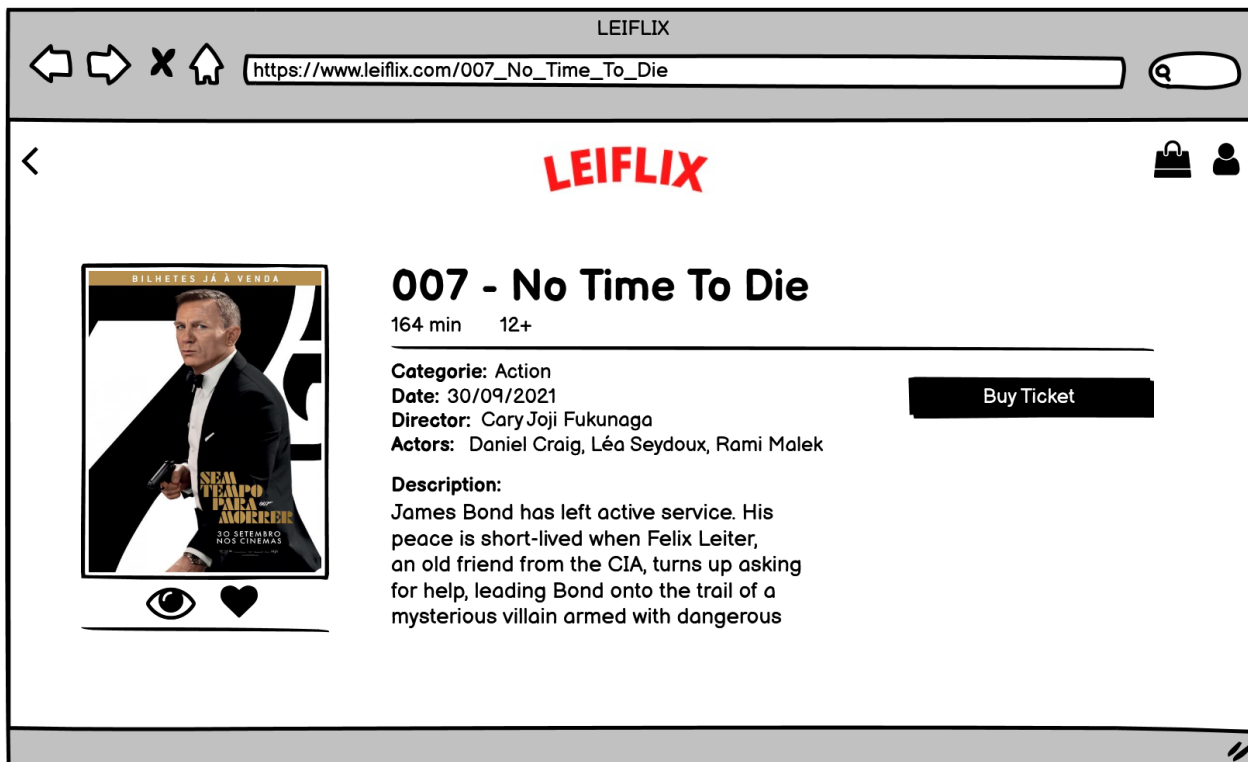 LEIFLIX
https://www.leiflix.com/007_No_Time_To_Die
LEIFLIX
BILHETES JÁ À VENDA
SEM
TEMPO
PARA
MORRER
30 SETEMBRO
NOS CINEMAS
007 - No Time To Die
164 min 12+
Categorie: Action
Date: 30/09/2021
Director: Cary Joji Fukunaga
Actors: Daniel Craig, Léa Seydoux, Rami Malek
Buy Ticket
Description:
James Bond has left active service. His
peace is short-lived when Felix Leiter,
an old friend from the CIA, turns up asking
for help, leading Bond onto the trail of a
mysterious villain armed with dangerous